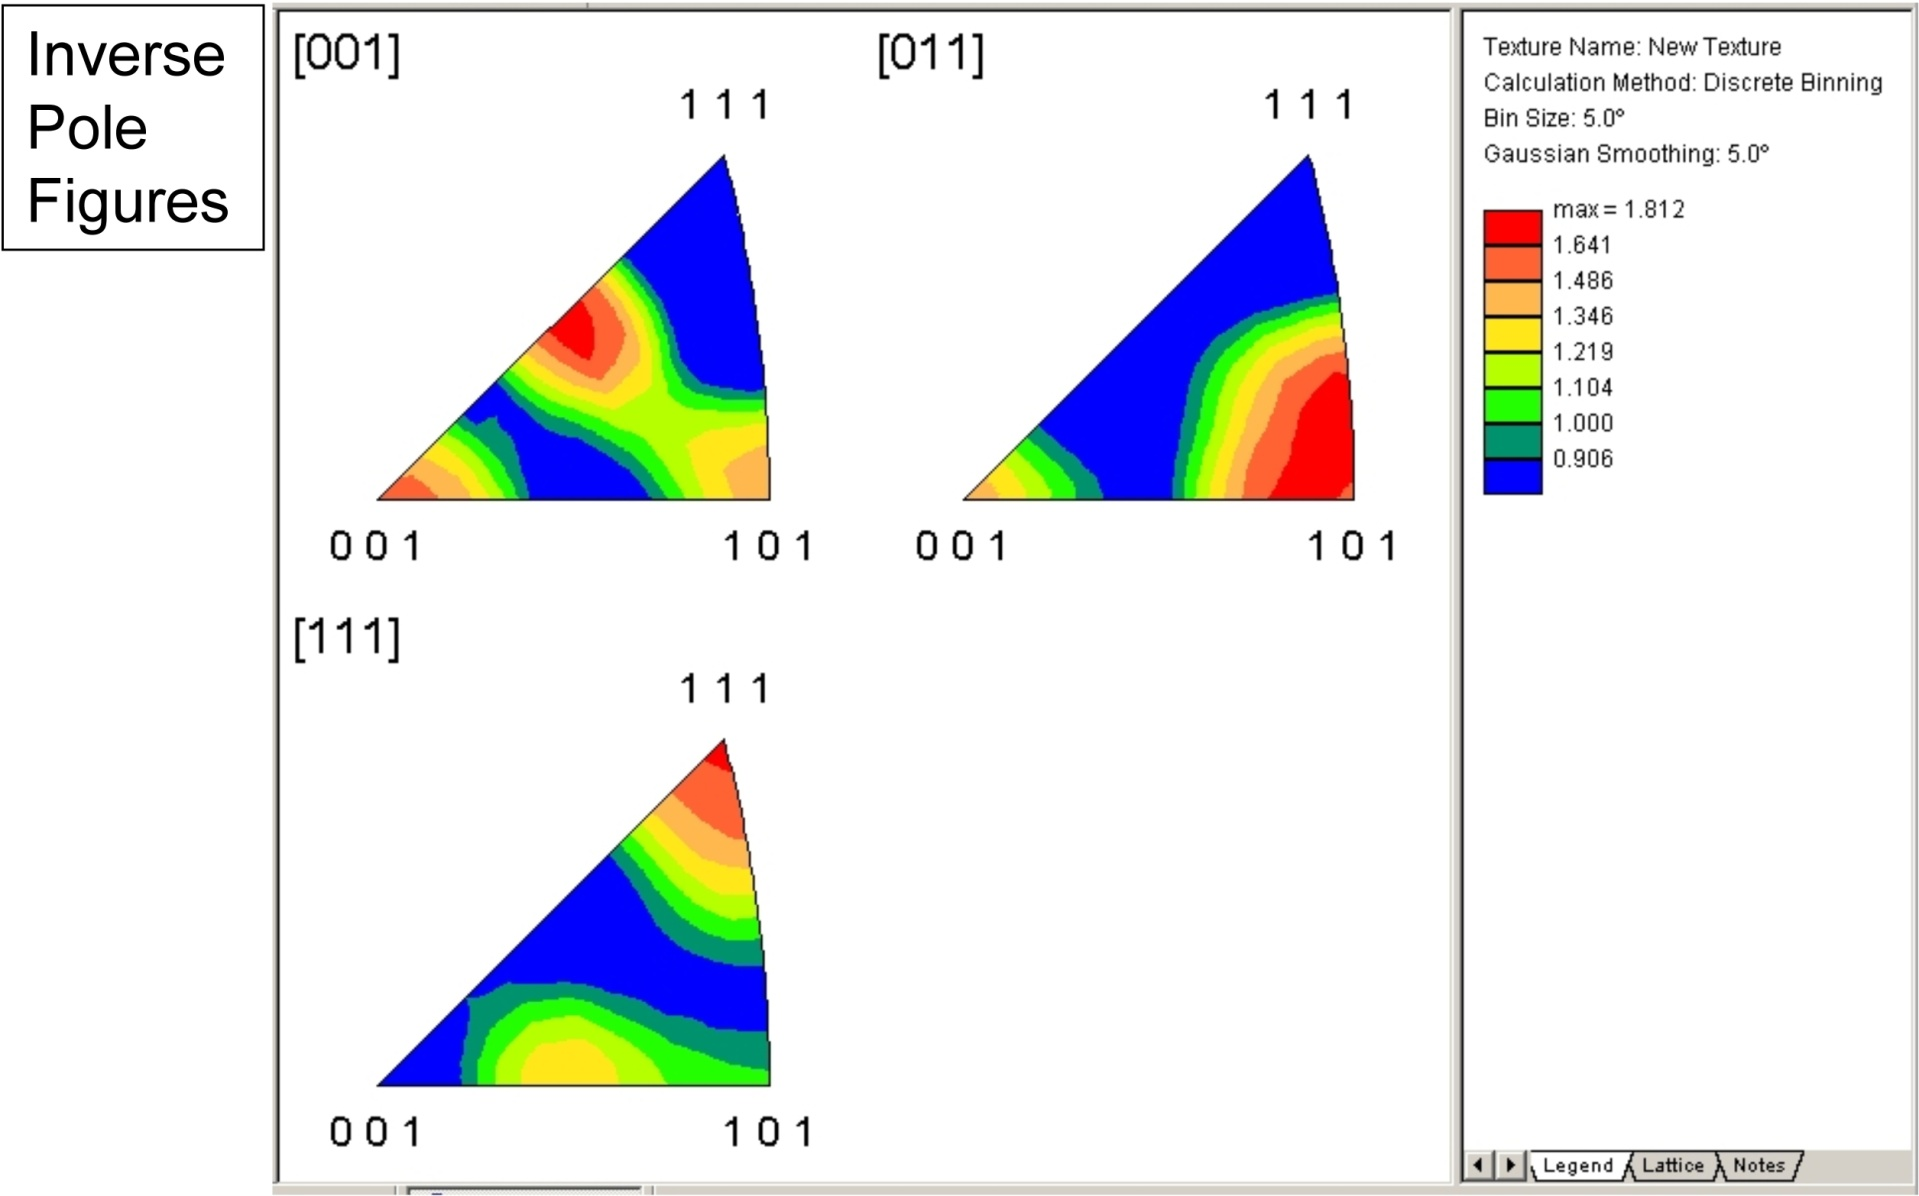 Inverse
Pole
Figures
[001]
1 1 1
0 0 1
1 0 1
[011]
1 1 1
0 0 1
1 0 1
[111]
1 1 1
0 0 1
1 0 1
Texture Name: New Texture
Calculation Method: Discrete Binning
Bin Size: 5.0°
Gaussian Smoothing: 5.0°
max = 1.812
1.641
1.486
1.346
1.219
1.104
1.000
0.906
Legend
Lattice
Notes